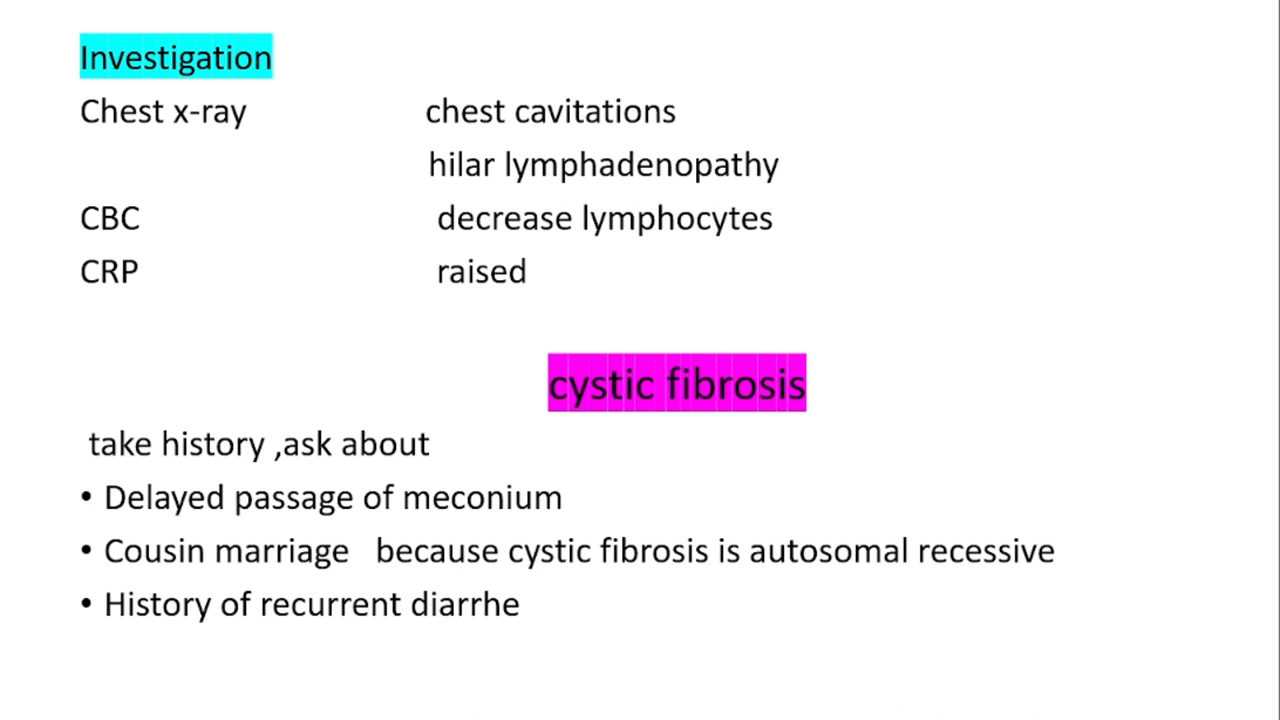 Investigation
Chest x-ray chest cavitations
hilar lymphadenopathy
CBC decrease lymphocytes
CRP raised
cystic fibrosis
take history ,ask about
• Delayed passage of meconium
• Cousin marriage because cystic fibrosis is autosomal recessive
• History of recurrent diarrhe